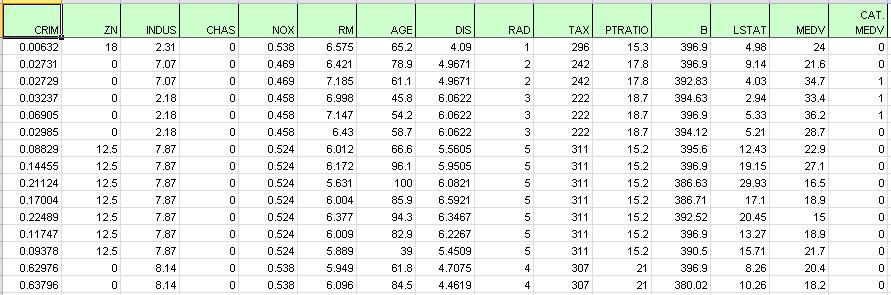 CAT.
CRIM ZN INDUS CHAS NOX RM AGE DIS RAD TAX PTRATIO B LSTAT MEDV MEDV
0.00632 18 2.31 0 0.538 6.575 65.2 4.09 1 296 15.3 396.9 4.98 24 0
0.02731 0 7.07 0 0.469 6.421 78.9 4.9671 2 242 17.8 396.9 9.14 21.6 0
0.02729 0 7.07 0 0.469 7.185 61.1 4.9671 2 242 17.8 392.83 4.03 34.7 1
0.03237 0 2.18 0 0.458 6.998 45.8 6.0622 3 222 18.7 394.63 2.94 33.4 1
0.06905 0 2.18 0 0.458 7.147 54.2 6.0622 3 222 18.7 396.9 5.33 36.2 1
0.02985 0 2.18 0 0.458 6.43 58.7 6.0622 3 222 18.7 394.12 5.21 28.7 0
0.08829 12.5 7.87 0 0.524 6.012 66.6 5.5605 5 311 15.2 395.6 12.43 22.9 0
0.14455 12.5 7.87 0 0.524 6.172 96.1 5.9505 5 311 15.2 396.9 19.15 27.1 0
0.21124 12.5 7.87 0 0.524 5.631 100 6.0821 5 311 15.2 386.63 29.93 16.5 0
0.17004 12.5 7.87 0 0.524 6.004 85.9 6.5921 5 311 15.2 386.71 17.1 18.9 0
0.22489 12.5 7.87 0 0.524 6.377 94.3 6.3467 5 311 15.2 392.52 20.45 15 0
0.11747 12.5 7.87 0 0.524 6.009 82.9 6.2267 5 311 15.2 396.9 13.27 18.9 0
0.09378 12.5 7.87 0 0.524 5.889 39 5.4509 5 311 15.2 390.5 15.71 21.7 0
0.62976 0 8.14 0 0.538 5.949 61.8 4.7075 4 307 21 396.9 8.26 20.4 0
0.63796 0 8.14 0 0.538 6.096 84.5 4.4619 4 307 21 380.02 10.26 18.2 0